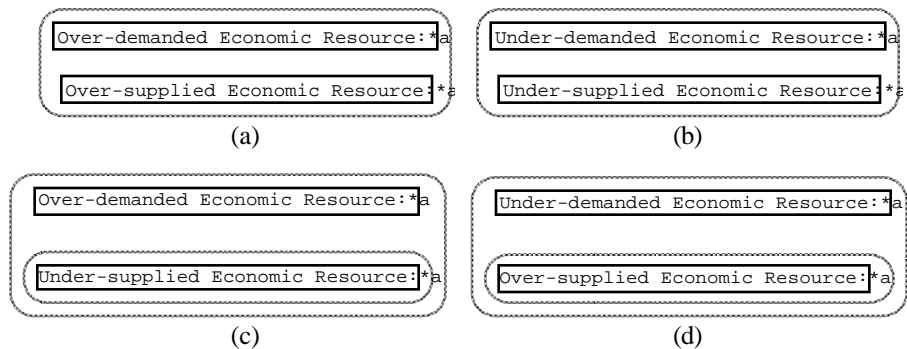 Over-demanded Economic Resource:*a
Under-demanded Economic Resource:*a
Over-supplied Economic Resource:*a
Under-supplied Economic Resource:*a
(a)
(b)
Over-demanded Economic Resource:*a
Under-demanded Economic Resource:*a
Under-supplied Economic Resource:*a
Over-supplied Economic Resource:*a
(c)
(d)